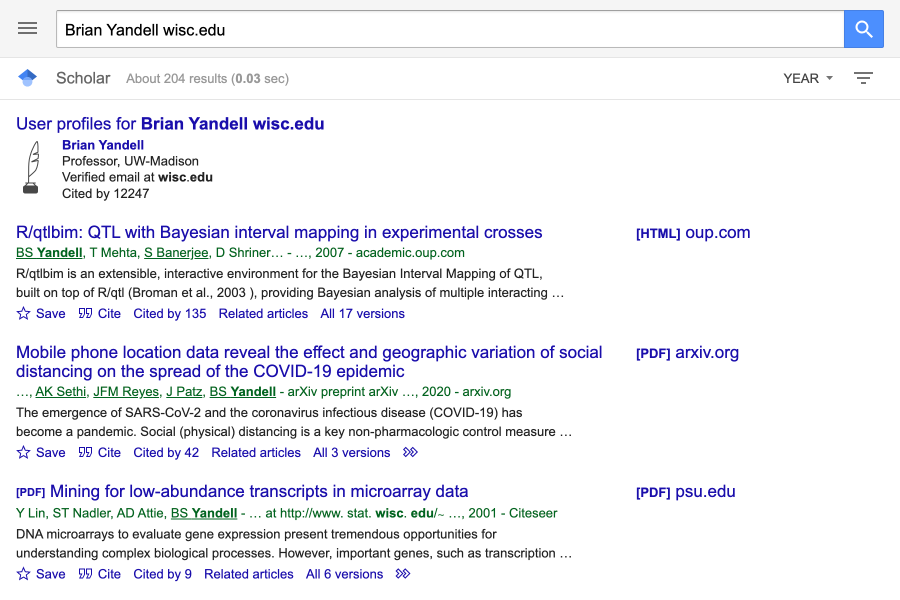 Brian Yandell wisc.edu
Scholar About 204 results (0.03 sec) YEAR
User profiles for Brian Yandell wisc.edu
Brian Yandell
Professor, UW-Madison
Verified email at wisc.edu
Cited by 12247
R/qtlbim: QTL with Bayesian interval mapping in experimental crosses [HTML] oup.com
BS Yandell, T Mehta, S Banerjee, D Shriner… - …, 2007 - academic.oup.com
R/qtlbim is an extensible, interactive environment for the Bayesian Interval Mapping of QTL,
built on top of R/qtl (Broman et al., 2003 ), providing Bayesian analysis of multiple interacting …
Save Cite Cited by 135 Related articles All 17 versions
Mobile phone location data reveal the effect and geographic variation of social [PDF] arxiv.org
distancing on the spread of the COVID-19 epidemic
…, AK Sethi, JFM Reyes, J Patz, BS Yandell - arXiv preprint arXiv …, 2020 - arxiv.org
The emergence of SARS-CoV-2 and the coronavirus infectious disease (COVID-19) has
become a pandemic. Social (physical) distancing is a key non-pharmacologic control measure …
Save Cite Cited by 42 Related articles All 3 versions
[PDF] Mining for low-abundance transcripts in microarray data [PDF] psu.edu
Y Lin, ST Nadler, AD Attie, BS Yandell - … at http://www. stat. wisc. edu/~ …, 2001 - Citeseer
DNA microarrays to evaluate gene expression present tremendous opportunities for
understanding complex biological processes. However, important genes, such as transcription …
Save Cite Cited by 9 Related articles All 6 versions